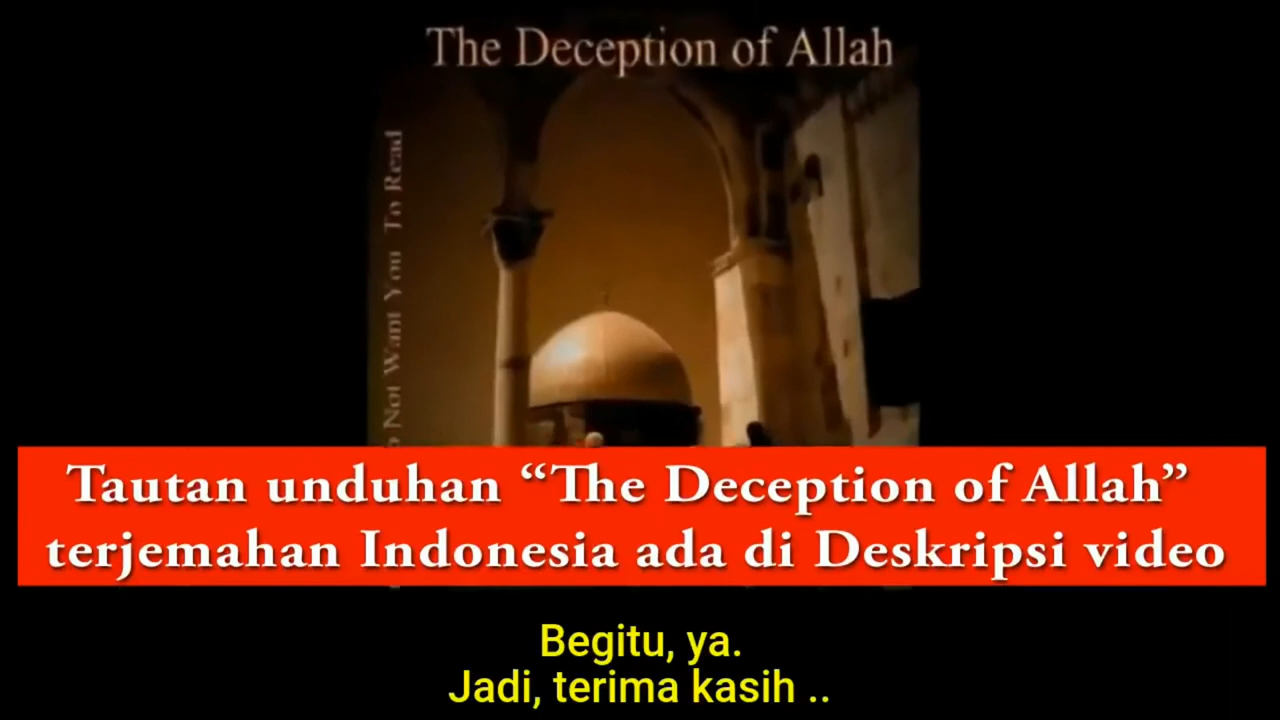 The Deception of Allah
Not Want You To Read
Tautan unduhan “The Deception of Allah”
terjemahan Indonesia ada di Deskripsi video
Begitu, ya.
Jadi, terima kasih ..